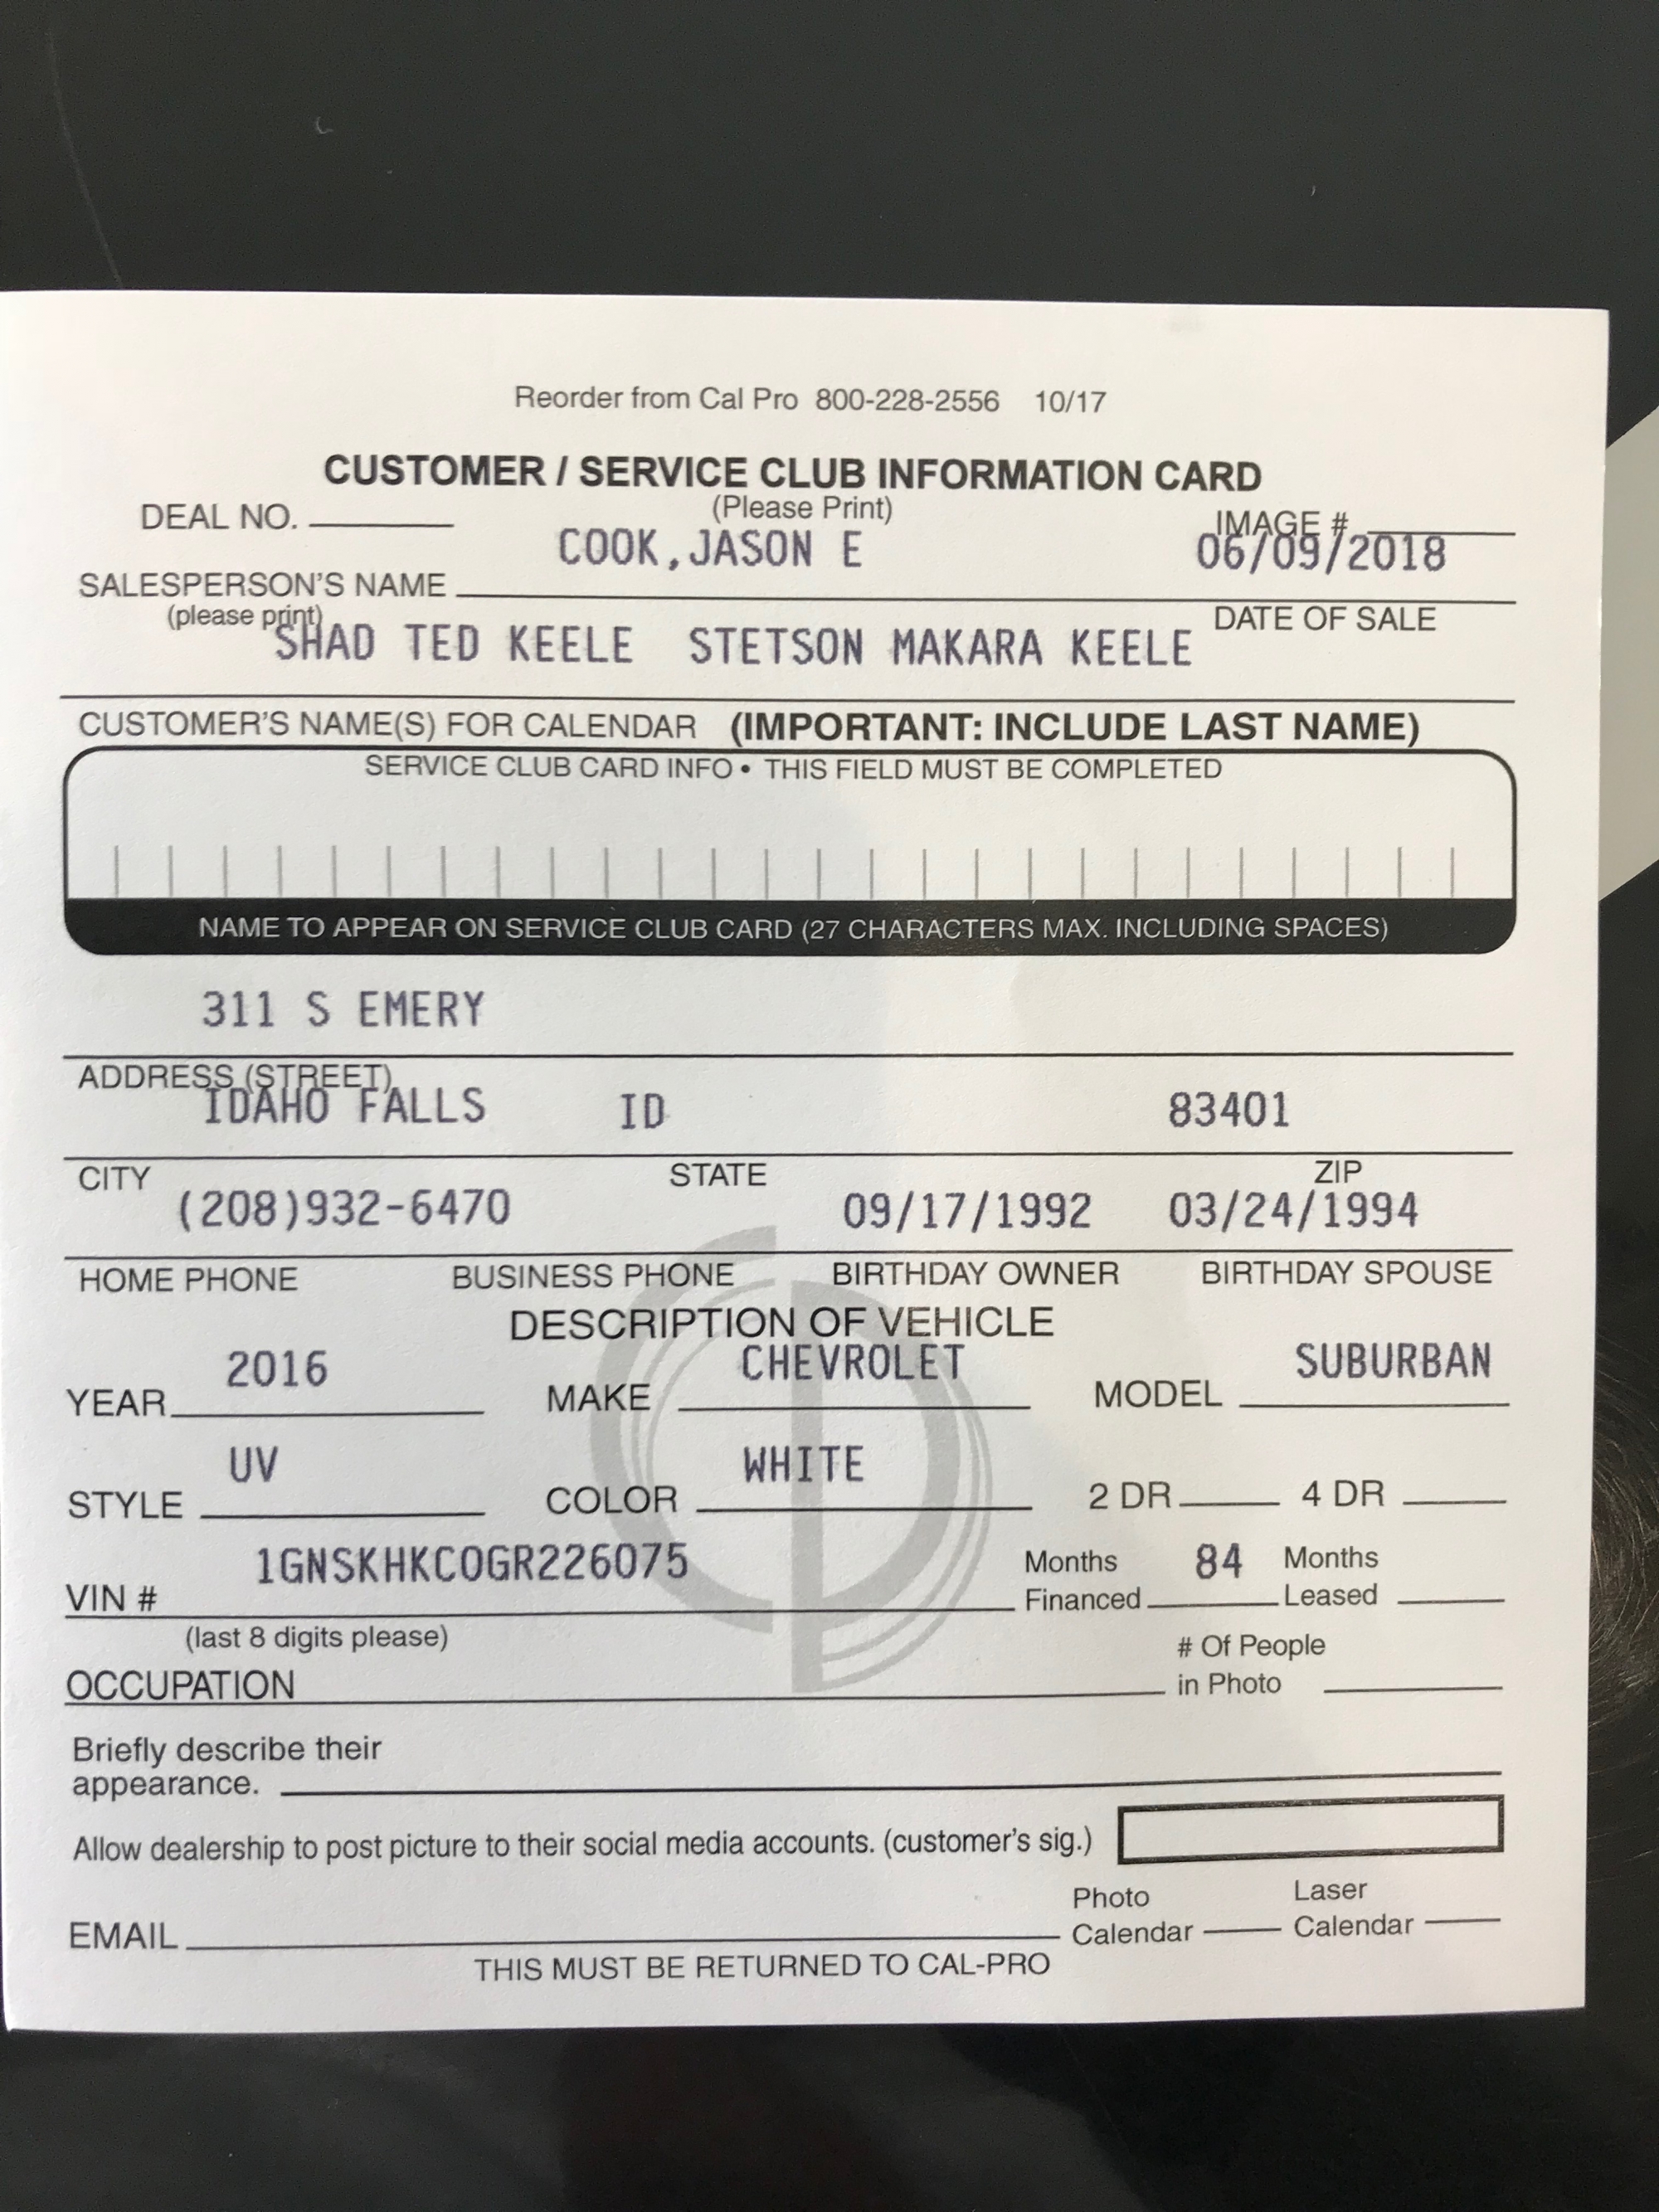 Reorder from Cal Pro 800-228-2556 10/17
CUSTOMER / SERVICE CLUB INFORMATION CARD
(Please Print)
DEAL NO. IMAGE #
COOK,JASON E 06/09/2018
SALESPERSON'S NAME
(please print) DATE OF SALE
SHAD TED KEELE STETSON MAKARA KEELE
CUSTOMER'S NAME(S) FOR CALENDAR (IMPORTANT: INCLUDE LAST NAME)
SERVICE CLUB CARD INFO • THIS FIELD MUST BE COMPLETED
NAME TO APPEAR ON SERVICE CLUB CARD (27 CHARACTERS MAX. INCLUDING SPACES)
311 S EMERY
ADDRESS (STREET)
IDAHO FALLS ID 83401
CITY STATE ZIP
(208)932-6470 09/17/1992 03/24/1994
HOME PHONE BUSINESS PHONE BIRTHDAY OWNER BIRTHDAY SPOUSE
DESCRIPTION OF VEHICLE
2016 CHEVROLET SUBURBAN
YEAR MAKE MODEL
UV WHITE
STYLE COLOR 2 DR 4 DR
1GNSKHKC0GR226075 Months 84 Months
VIN # Financed Leased
(last 8 digits please) # Of People
OCCUPATION in Photo
Briefly describe their
appearance.
Allow dealership to post picture to their social media accounts. (customer's sig.)
Photo Laser
EMAIL Calendar Calendar
THIS MUST BE RETURNED TO CAL-PRO